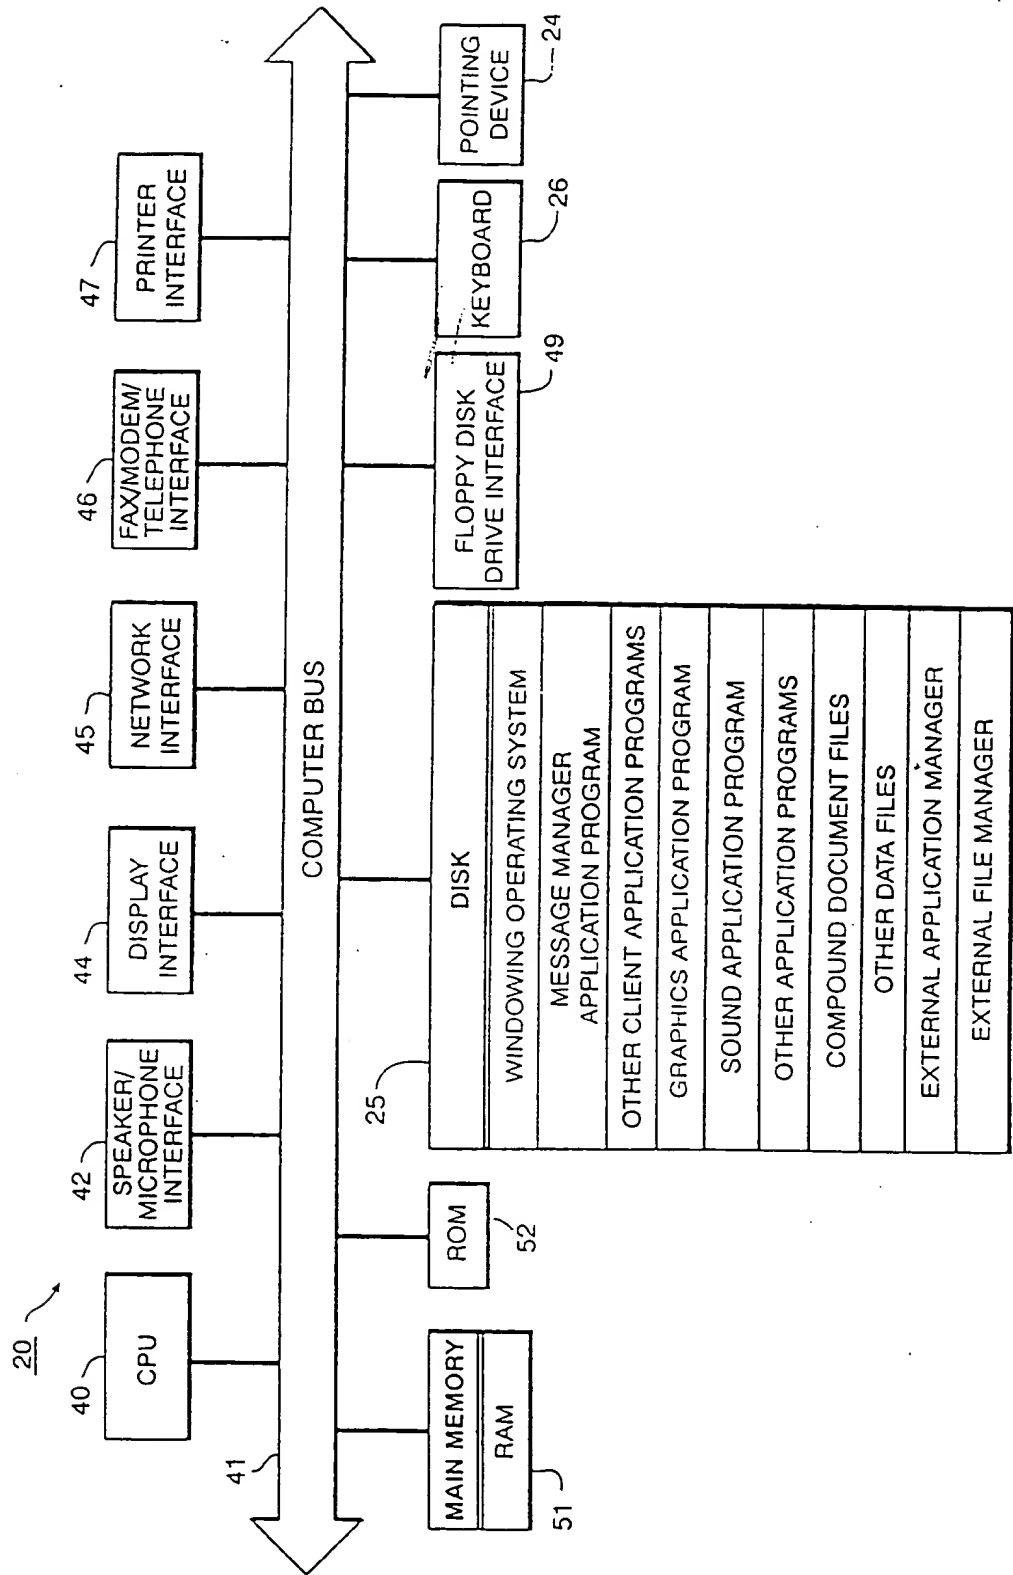 20
40
CPU
42
SPEAKER/
MICROPHONE
INTERFACE
44
DISPLAY
INTERFACE
45
NETWORK
INTERFACE
46
FAX/MODEM/
TELEPHONE
INTERFACE
47
PRINTER
INTERFACE
41
COMPUTER BUS
MAIN MEMORY
RAM
51
ROM
52
25
DISK
WINDOWING OPERATING SYSTEM
MESSAGE MANAGER
APPLICATION PROGRAM
OTHER CLIENT APPLICATION PROGRAMS
GRAPHICS APPLICATION PROGRAM
SOUND APPLICATION PROGRAM
OTHER APPLICATION PROGRAMS
COMPOUND DOCUMENT FILES
OTHER DATA FILES
EXTERNAL APPLICATION MANAGER
EXTERNAL FILE MANAGER
FLOPPY DISK
DRIVE INTERFACE
49
KEYBOARD
26
POINTING
DEVICE
24